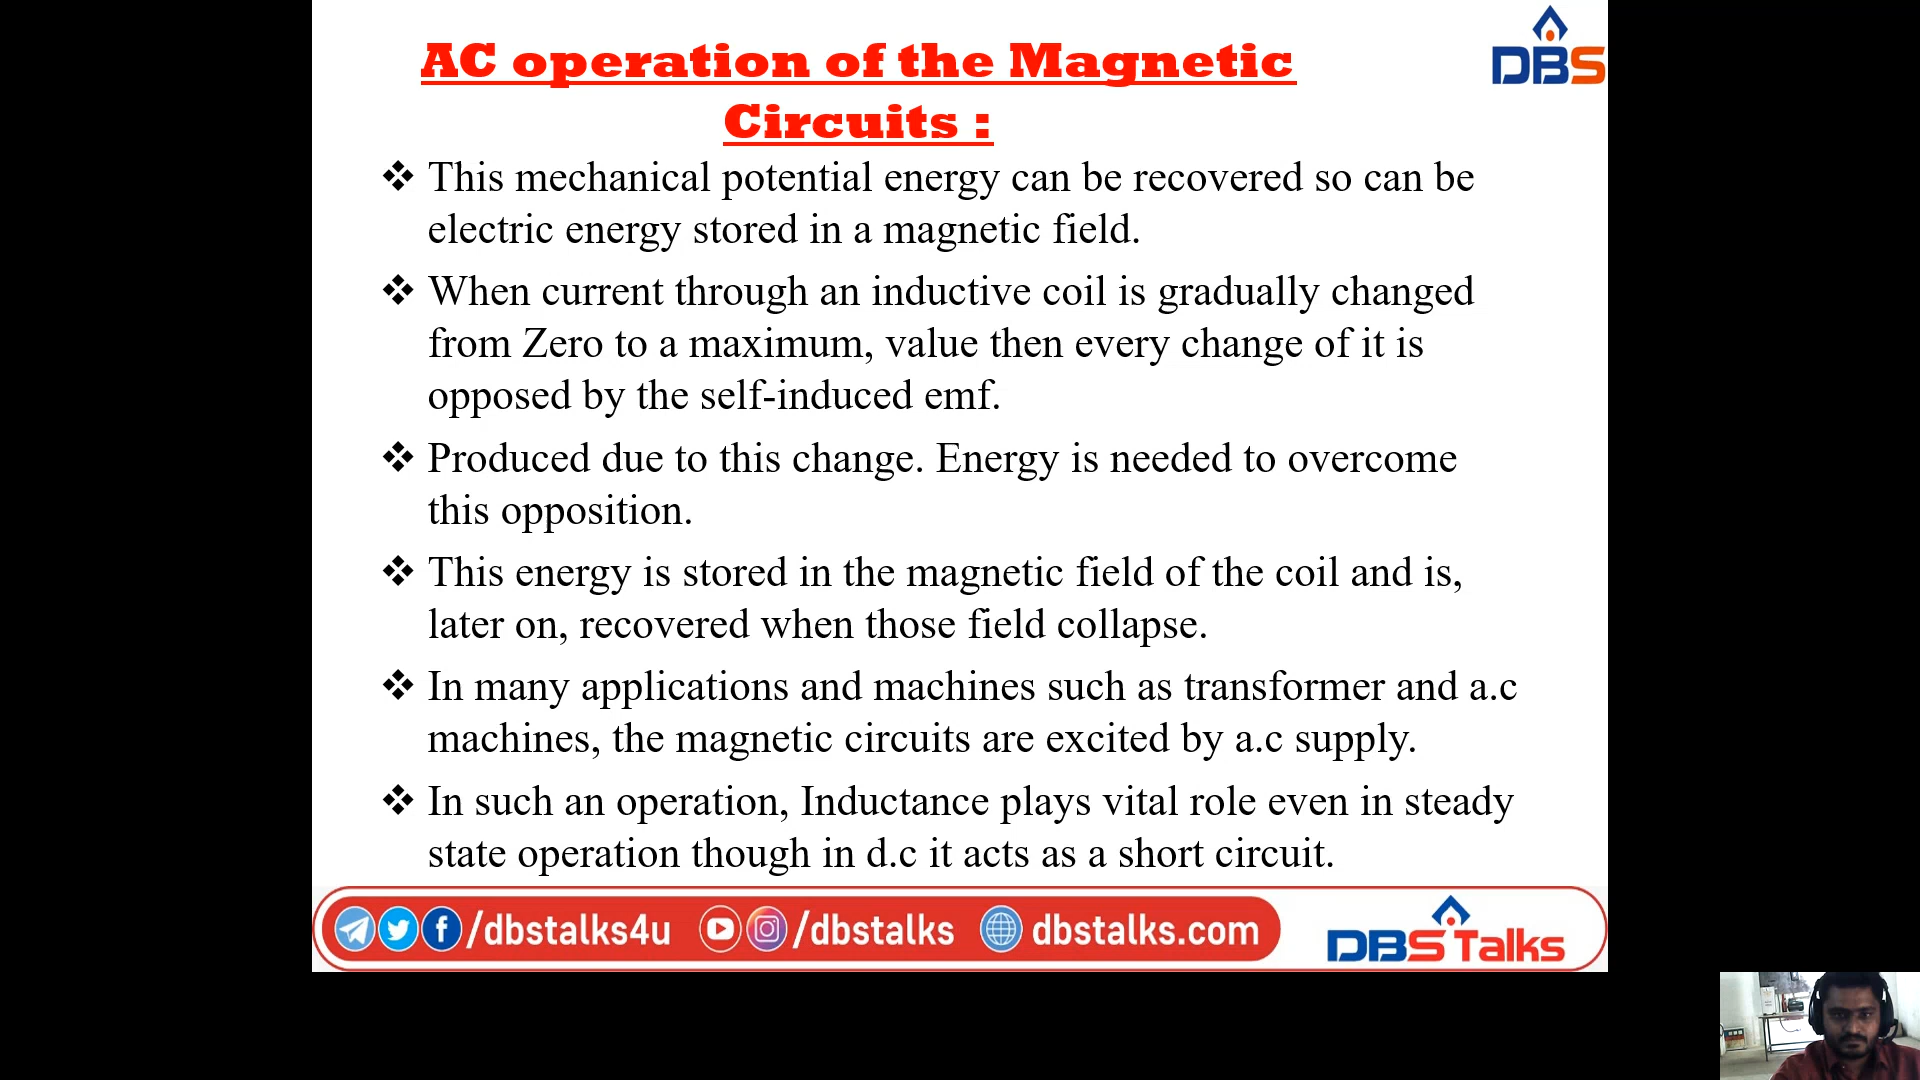 AC operation of the Magnetic
Circuits :
DBS
❖ This mechanical potential energy can be recovered so can be
electric energy stored in a magnetic field.
❖ When current through an inductive coil is gradually changed
from Zero to a maximum, value then every change of it is
opposed by the self-induced emf.
❖ Produced due to this change. Energy is needed to overcome
this opposition.
❖ This energy is stored in the magnetic field of the coil and is,
later on, recovered when those field collapse.
❖ In many applications and machines such as transformer and a.c
machines, the magnetic circuits are excited by a.c supply.
❖ In such an operation, Inductance plays vital role even in steady
state operation though in d.c it acts as a short circuit.
/dbstalks4u /dbstalks dbstalks.com DBS Talks